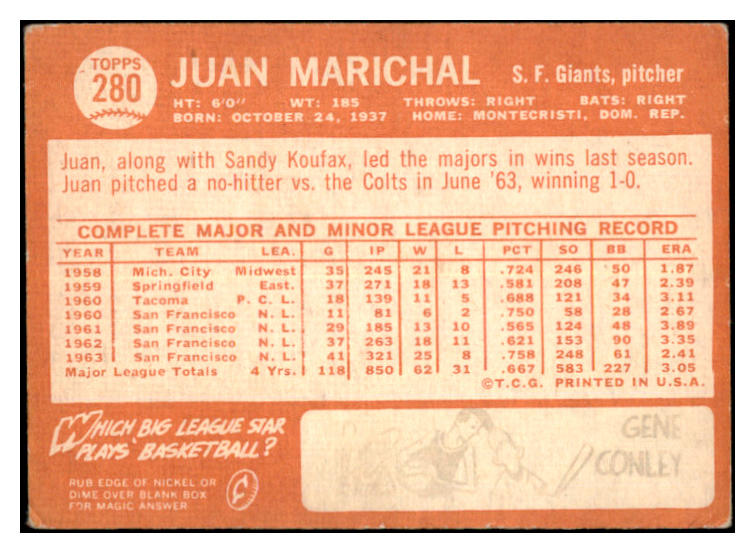 TOPPS
280
JUAN MARICHAL S. F. Giants, pitcher
HT: 6'0" WT: 185 THROWS: RIGHT BATS: RIGHT
BORN: OCTOBER 24, 1937 HOME: MONTECRISTI, DOM. REP.
Juan, along with Sandy Koufax, led the majors in wins last season.
Juan pitched a no-hitter vs. the Colts in June '63, winning 1-0.
COMPLETE MAJOR AND MINOR LEAGUE PITCHING RECORD
YEAR TEAM LEA. G IP W L PCT SO BB ERA
1958 Mich. City Midwest 35 245 21 8 .724 246 50 1.87
1959 Springfield East. 37 271 18 13 .581 208 47 2.39
1960 Tacoma P. C. L. 18 139 11 5 .688 121 34 3.11
1960 San Francisco N. L. 11 81 6 2 .750 58 28 2.67
1961 San Francisco N. L. 29 185 13 10 .565 124 48 3.89
1962 San Francisco N. L. 37 263 18 11 .621 153 90 3.35
1963 San Francisco N. L. 41 321 25 8 .758 248 61 2.41
Major League Totals 4 Yrs. 118 850 62 31 .667 583 227 3.05
©T.C.G. PRINTED IN U.S.A.
WHICH BIG LEAGUE STAR
PLAYS BASKETBALL?
RUB EDGE OF NICKEL OR
DIME OVER BLANK BOX
FOR MAGIC ANSWER
GENE
CONLEY